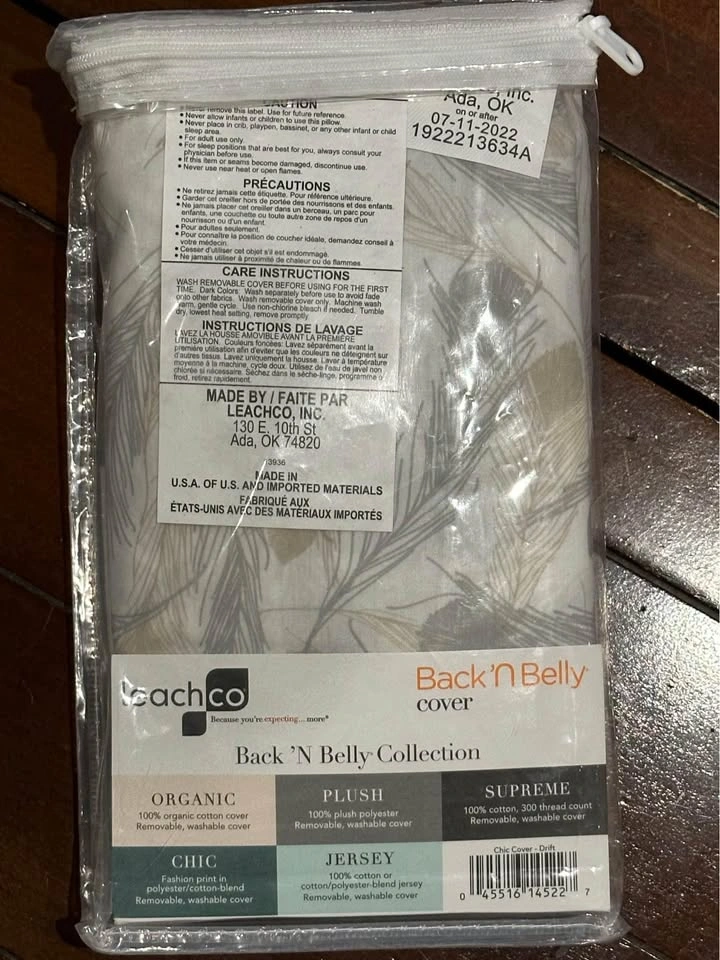 CAUTION
• Never remove this label. Use for future reference.
• Never allow infants or children to use this pillow.
• Never place in crib, playpen, bassinet, or any other infant or child
sleep area.
• For adult use only.
• For sleep positions that are best for you, always consult your
physician before use.
• If this item or seams become damaged, discontinue use.
• Never use near heat or open flames.
PRÉCAUTIONS
• Ne retirez jamais cette étiquette. Pour référence ultérieure.
• Garder cet oreiller hors de portée des nourrissons et des enfants.
• Ne jamais placer cet oreiller dans un berceau, un parc pour
enfants, une couchette ou toute autre zone de repos d'un
nourrisson ou d'un enfant.
• Pour adultes seulement.
• Pour connaître la position de coucher idéale, demandez conseil à
votre médecin.
• Cesser d'utiliser cet objet s'il est endommagé.
• Ne jamais utiliser à proximité de chaleur ou de flammes.
CARE INSTRUCTIONS
WASH REMOVABLE COVER BEFORE USING FOR THE FIRST
TIME. Dark Colors: Wash separately before use to avoid fade
onto other fabrics. Wash removable cover only. Machine wash
warm, gentle cycle. Use non-chlorine bleach if needed. Tumble
dry, lowest heat setting, remove promptly.
INSTRUCTIONS DE LAVAGE
LAVEZ LA HOUSSE AMOVIBLE AVANT LA PREMIÈRE
UTILISATION. Couleurs foncées: Lavez séparément avant la
première utilisation afin d'éviter que les couleurs ne déteignent sur
d'autres tissus. Lavez uniquement la housse. Laver à température
moyenne à la machine, cycle doux. Utilisez de l'eau de javel non
chlorée si nécessaire. Séchez dans le sèche-linge, programme
froid, retirez rapidement.
MADE BY / FAITE PAR
LEACHCO, INC.
130 E. 10th St
Ada, OK 74820
13936
MADE IN
U.S.A. OF U.S. AND IMPORTED MATERIALS
FABRIQUÉ AUX
ÉTATS-UNIS AVEC DES MATÉRIAUX IMPORTÉS
Inc.
Ada, OK
on or after
07-11-2022
1922213634A
leachco
Because you're expecting... more®
Back 'N Belly
cover
Back 'N Belly Collection
ORGANIC
100% organic cotton cover
Removable, washable cover
PLUSH
100% plush polyester
Removable, washable cover
SUPREME
100% cotton, 300 thread count
Removable, washable cover
CHIC
Fashion print in
polyester/cotton-blend
Removable, washable cover
JERSEY
100% cotton or
cotton/polyester-blend jersey
Removable, washable cover
Chic Cover - Drift
0 45516 14522 7